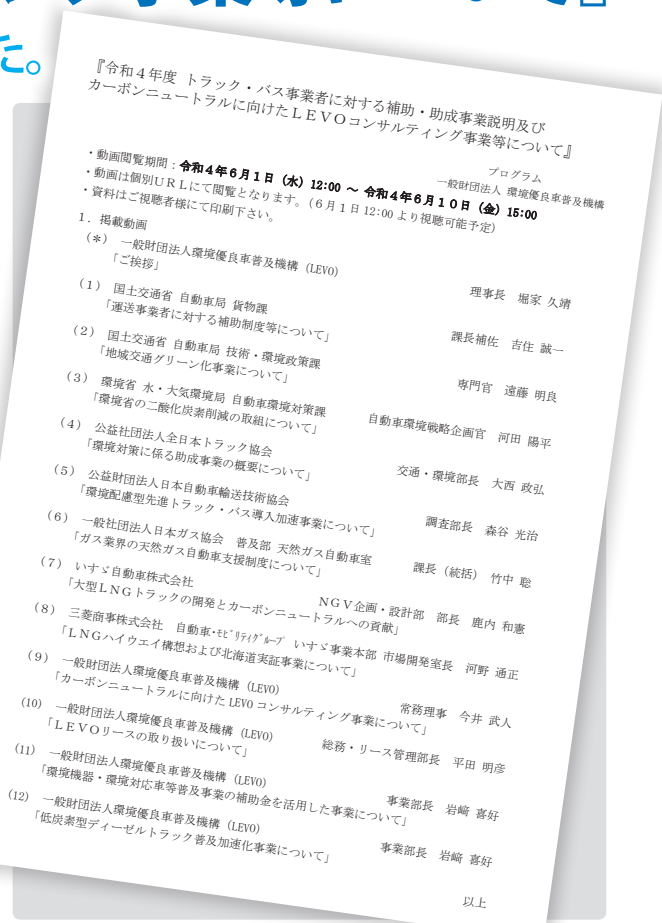 た。
『令和4年度 トラック・バス事業者に対する補助・助成事業説明及び
カーボンニュートラルに向けたLEVOコンサルティング事業等について』
プログラム
一般財団法人 環境優良車普及機構
・動画閲覧期間：令和4年6月1日（水）12:00 ～ 令和4年6月10日（金）15:00
・動画は個別URLにて閲覧となります。（6月1日 12:00 より視聴可能予定）
・資料はご視聴者様にて印刷下さい。
1．掲載動画
（＊） 一般財団法人環境優良車普及機構（LEVO）
「ご挨拶」 理事長 堀家 久靖
（1） 国土交通省 自動車局 貨物課
「運送事業者に対する補助制度等について」 課長補佐 吉住 誠一
（2） 国土交通省 自動車局 技術・環境政策課
「地域交通グリーン化事業について」 専門官 遠藤 明良
（3） 環境省 水・大気環境局 自動車環境対策課
「環境省の二酸化炭素削減の取組について」 自動車環境戦略企画官 河田 陽平
（4） 公益社団法人全日本トラック協会
「環境対策に係る助成事業の概要について」 交通・環境部長 大西 政弘
（5） 公益財団法人日本自動車輸送技術協会
「環境配慮型先進トラック・バス導入加速事業について」 調査部長 森谷 光治
（6） 一般社団法人日本ガス協会 普及部 天然ガス自動車室
「ガス業界の天然ガス自動車支援制度について」 課長（統括） 竹中 聡
（7） いすゞ自動車株式会社 NGV企画・設計部 部長 鹿内 和憲
「大型LNGトラックの開発とカーボンニュートラルへの貢献」
（8） 三菱商事株式会社 自動車・モビリティグループ いすゞ事業本部 市場開発室長 河野 通正
「LNGハイウエイ構想および北海道実証事業について」
（9） 一般財団法人環境優良車普及機構（LEVO） 常務理事 今井 武人
「カーボンニュートラルに向けた LEVO コンサルティング事業について」
（10） 一般財団法人環境優良車普及機構（LEVO） 総務・リース管理部長 平田 明彦
「LEVOリースの取り扱いについて」
（11） 一般財団法人環境優良車普及機構（LEVO） 事業部長 岩﨑 喜好
「環境機器・環境対応車等普及事業の補助金を活用した事業について」
（12） 一般財団法人環境優良車普及機構（LEVO） 事業部長 岩﨑 喜好
「低炭素型ディーゼルトラック普及加速化事業について」
以上